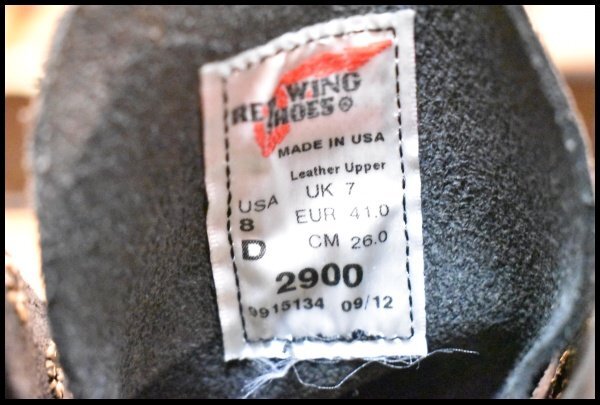 RED WING
SHOES®
MADE IN USA
Leather Upper
USA UK 7
8 EUR 41.0
D CM 26.0
2900
9915134 09/12